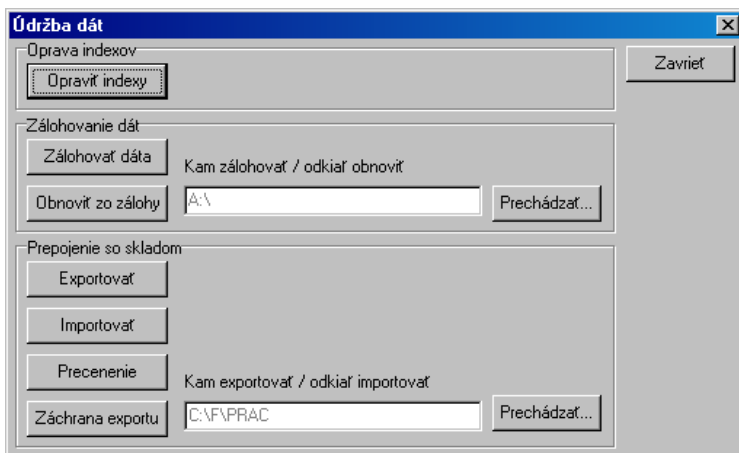 Údržba dát
Oprava indexov
Zavrieť
Opraviť indexy
Zálohovanie dát
Zálohovať dáta
Kam zálohovať / odkiaľ obnoviť
Obnoviť zo zálohy
A:\
Prechádzať...
Prepojenie so skladom
Exportovať
Importovať
Precenenie
Kam exportovať / odkiaľ importovať
Záchrana exportu
C:\F\PRAC
Prechádzať...